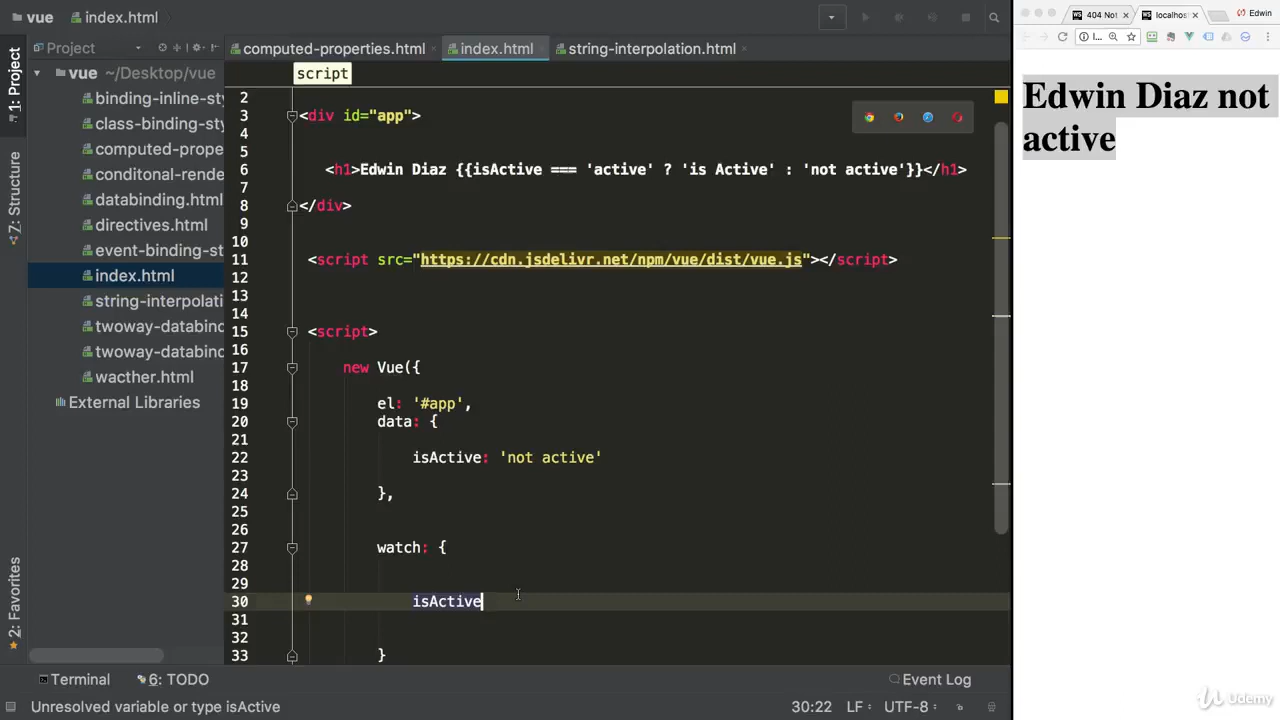 vue
index.html
404 Not
localhost
Edwin
Project
computed-properties.html
index.html
string-interpolation.html
1: Project
Z: Structure
2: Favorites
vue ~/Desktop/vue
binding-inline-sty
class-binding-sty
computed-prope
conditonal-rende
databinding.html
directives.html
event-binding-st
index.html
string-interpolati
twoway-databind
twoway-databind
wacther.html
External Libraries
script
2
3 <div id="app">
4
5
6 <h1>Edwin Diaz {{isActive === 'active' ? 'is Active' : 'not active'}}</h1>
7
8 </div>
9
10
11 <script src="https://cdn.jsdelivr.net/npm/vue/dist/vue.js"></script>
12
13
14
15 <script>
16
17 new Vue({
18
19 el: '#app',
20 data: {
21
22 isActive: 'not active'
23
24 },
25
26
27 watch: {
28
29
30 isActive
31
32
33 }
Edwin Diaz not
active
Terminal
6: TODO
Event Log
Unresolved variable or type isActive
30:22 LF UTF-8
Udemy